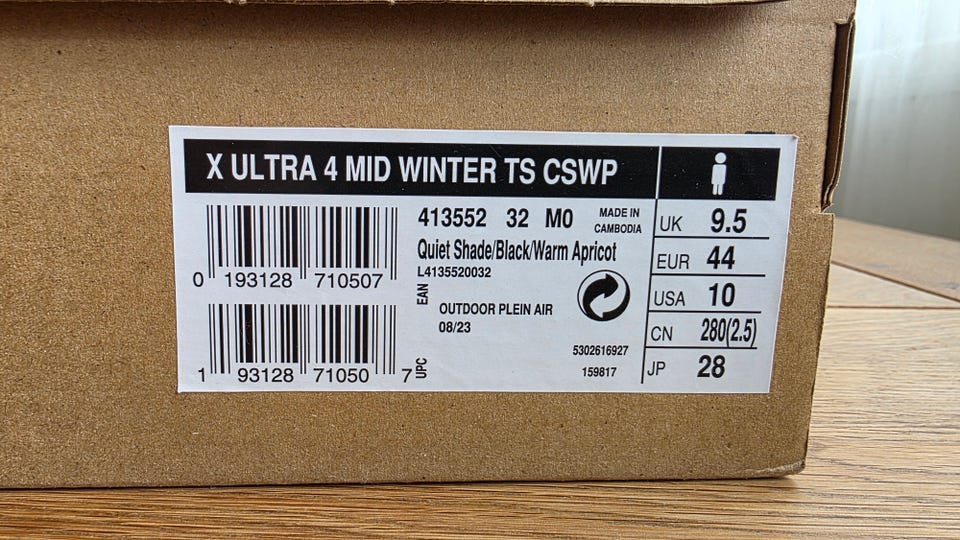 X ULTRA 4 MID WINTER TS CSWP
0 193128 710507
EAN
1 93128 71050 7
UPC
413552 32 M0
MADE IN
CAMBODIA
Quiet Shade/Black/Warm Apricot
L4135520032
OUTDOOR PLEIN AIR
08/23
5302616927
159817
UK 9.5
EUR 44
USA 10
CN 280(2.5)
JP 28